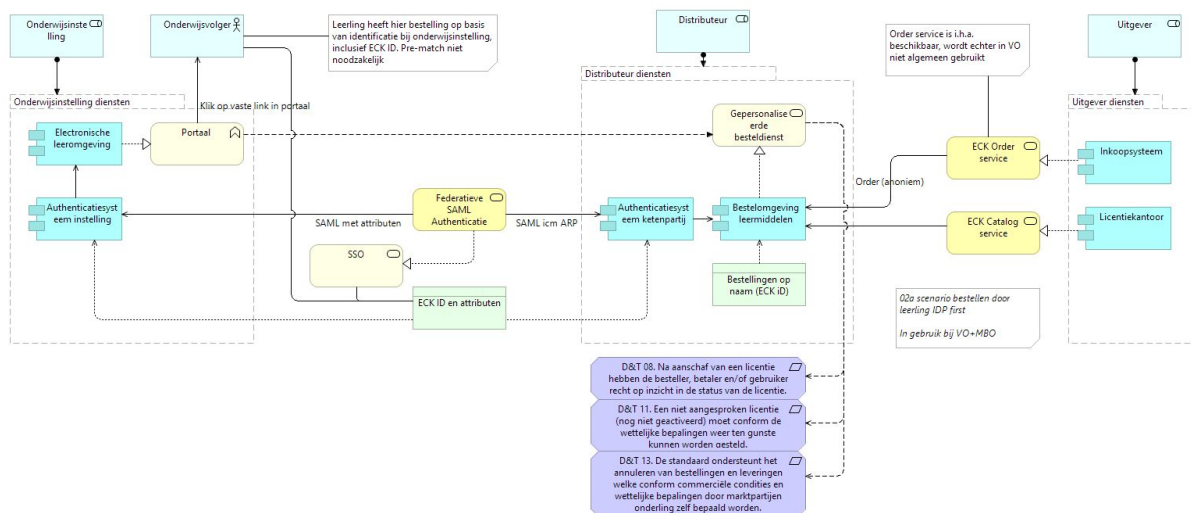 Onderwijsinste
lling
Onderwijsvolger
Leerling heeft hier bestelling op basis
van identificatie bij onderwijsinstelling,
inclusief ECK ID. Pre-match niet
noodzakelijk
Distributeur
Order service is i.h.a.
beschikbaar, wordt echter in VO
niet algemeen gebruikt
Uitgever
Onderwijsinstelling diensten
Klik op vaste link in portaal
Distributeur diensten
Uitgever diensten
Electronische
leeromgeving
Portaal
Gepersonalise
erde
besteldienst
ECK Order
service
Inkoopsysteem
Order (anoniem)
Authenticatiesyst
eem instelling
SAML met attributen
Federatieve
SAML
Authenticatie
SAML icm ARP
Authenticatiesyst
eem ketenpartij
Bestelomgeving
leermiddelen
ECK Catalog
service
Licentiekantoor
SSO
ECK ID en attributen
Bestellingen op
naam (ECK iD)
02a scenario bestellen door
leerling IDP first
In gebruik bij VO+MBO
D&T 08. Na aanschaf van een licentie
hebben de besteller, betaler en/of gebruiker
recht op inzicht in de status van de licentie.
D&T 11. Een niet aangesproken licentie
(nog niet geactiveerd) moet conform de
wettelijke bepalingen weer ten gunste
kunnen worden gesteld.
D&T 13. De standaard ondersteunt het
annuleren van bestellingen en leveringen
welke conform commerciële condities en
wettelijke bepalingen door marktpartijen
onderling zelf bepaald worden.